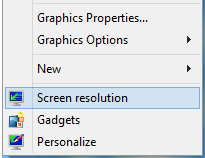 Graphics Properties...
Graphics Options
New
Screen resolution
Gadgets
Personalize